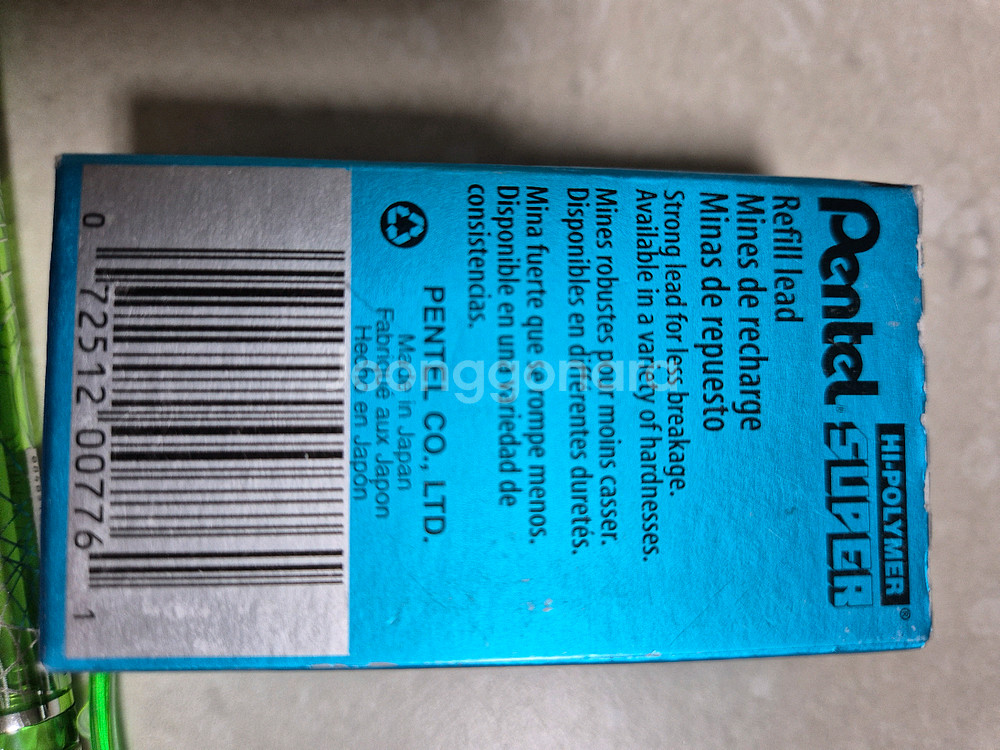 Pentel HI-POLYMER® SUPER
Refill lead
Mines de recharge
Minas de repuesto
Strong lead for less breakage.
Available in a variety of hardnesses.
Mines robustes pour moins casser.
Disponibles en différentes duretés.
Mina fuerte que se rompe menos.
Disponible en una variedad de
consistencias.
PENTEL CO., LTD.
Made in Japan
Fabriqué aux Japon
Hecho en Japón
0 72512 00776 1
Joonggonara